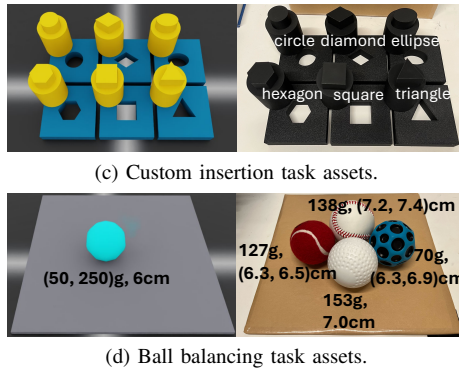 circle diamond ellipse
hexagon square triangle
(c) Custom insertion task assets.
(50, 250)g, 6cm
138g, (7.2, 7.4)cm
127g,
(6.3, 6.5)cm
70g,
(6.3,6.9)cm
153g,
7.0cm
(d) Ball balancing task assets.